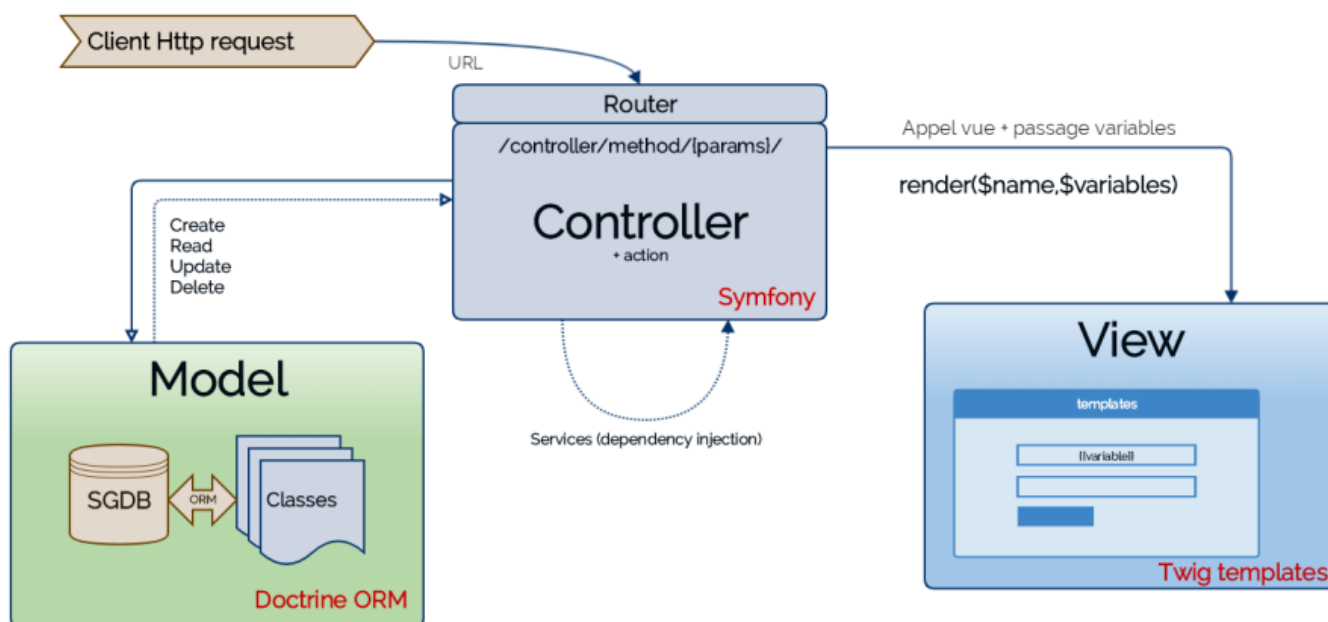 Client Http request
URL
Router
/controller/method/{params}/
Controller
+ action
Symfony
Appel vue + passage variables
render($name,$variables)
Create
Read
Update
Delete
Services (dependency injection)
Model
SGDB
ORM
Classes
Doctrine ORM
View
templates
{{variable}}
Twig templates